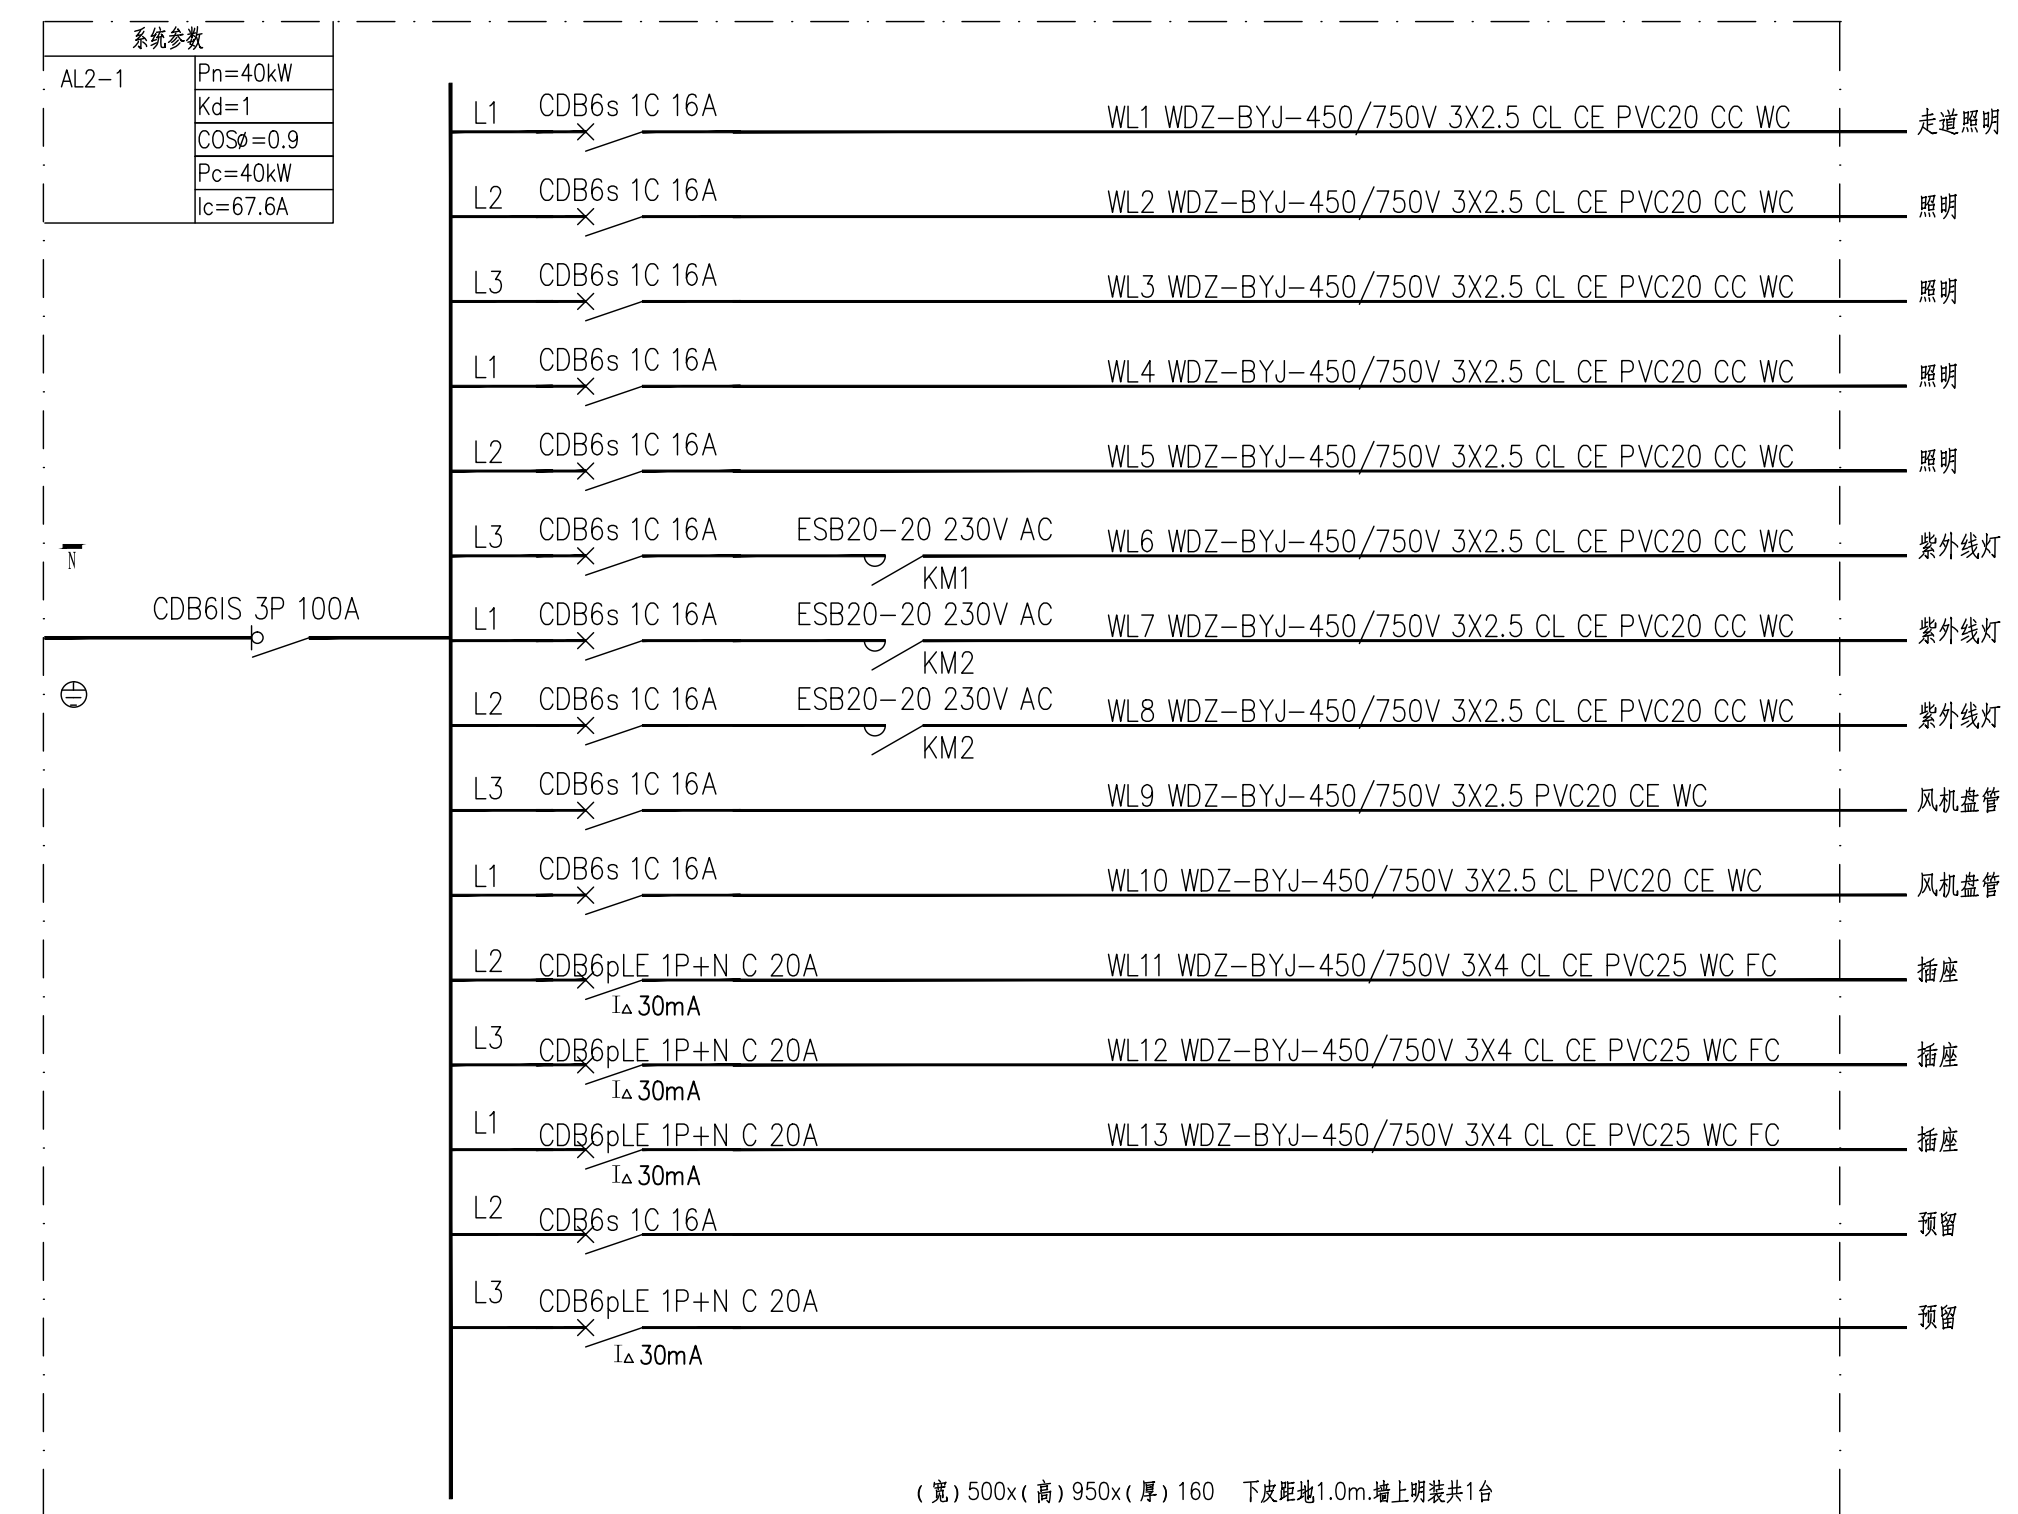 系统参数
AL2-1
Pn=40kW
Kd=1
COSø=0.9
Pc=40kW
Ic=67.6A
L1 CDB6s 1C 16A WL1 WDZ-BYJ-450/750V 3X2.5 CL CE PVC20 CC WC 走道照明
L2 CDB6s 1C 16A WL2 WDZ-BYJ-450/750V 3X2.5 CL CE PVC20 CC WC 照明
L3 CDB6s 1C 16A WL3 WDZ-BYJ-450/750V 3X2.5 CL CE PVC20 CC WC 照明
L1 CDB6s 1C 16A WL4 WDZ-BYJ-450/750V 3X2.5 CL CE PVC20 CC WC 照明
L2 CDB6s 1C 16A WL5 WDZ-BYJ-450/750V 3X2.5 CL CE PVC20 CC WC 照明
L3 CDB6s 1C 16A ESB20-20 230V AC WL6 WDZ-BYJ-450/750V 3X2.5 CL CE PVC20 CC WC 紫外线灯
N
KM1
CDB6IS 3P 100A
L1 CDB6s 1C 16A ESB20-20 230V AC WL7 WDZ-BYJ-450/750V 3X2.5 CL CE PVC20 CC WC 紫外线灯
KM2
L2 CDB6s 1C 16A ESB20-20 230V AC WL8 WDZ-BYJ-450/750V 3X2.5 CL CE PVC20 CC WC 紫外线灯
KM2
L3 CDB6s 1C 16A WL9 WDZ-BYJ-450/750V 3X2.5 PVC20 CE WC 风机盘管
L1 CDB6s 1C 16A WL10 WDZ-BYJ-450/750V 3X2.5 CL PVC20 CE WC 风机盘管
L2 CDB6pLE 1P+N C 20A WL11 WDZ-BYJ-450/750V 3X4 CL CE PVC25 WC FC 插座
I△ 30mA
L3 CDB6pLE 1P+N C 20A WL12 WDZ-BYJ-450/750V 3X4 CL CE PVC25 WC FC 插座
I△ 30mA
L1 CDB6pLE 1P+N C 20A WL13 WDZ-BYJ-450/750V 3X4 CL CE PVC25 WC FC 插座
I△ 30mA
L2 CDB6s 1C 16A 预留
L3 CDB6pLE 1P+N C 20A 预留
I△ 30mA
(宽)500x(高)950x(厚)160 下皮距地1.0m.墙上明装共1台